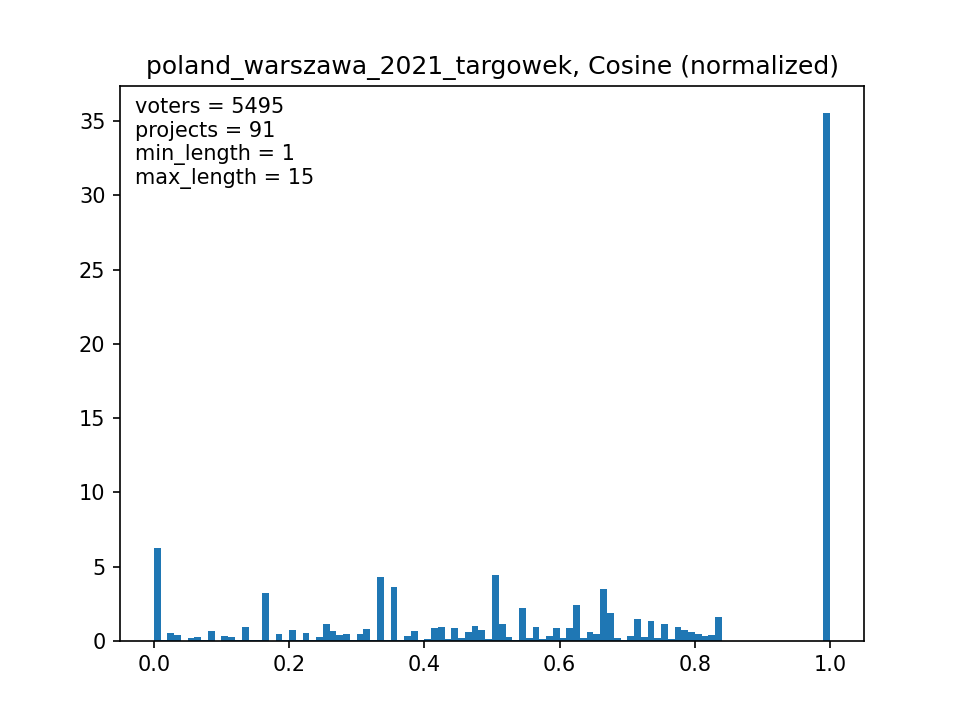 poland_warszawa_2021_targowek, Cosine (normalized)
voters = 5495
projects = 91
min_length = 1
max_length = 15
35
30
25
20
15
10
5
0
0.0 0.2 0.4 0.6 0.8 1.0